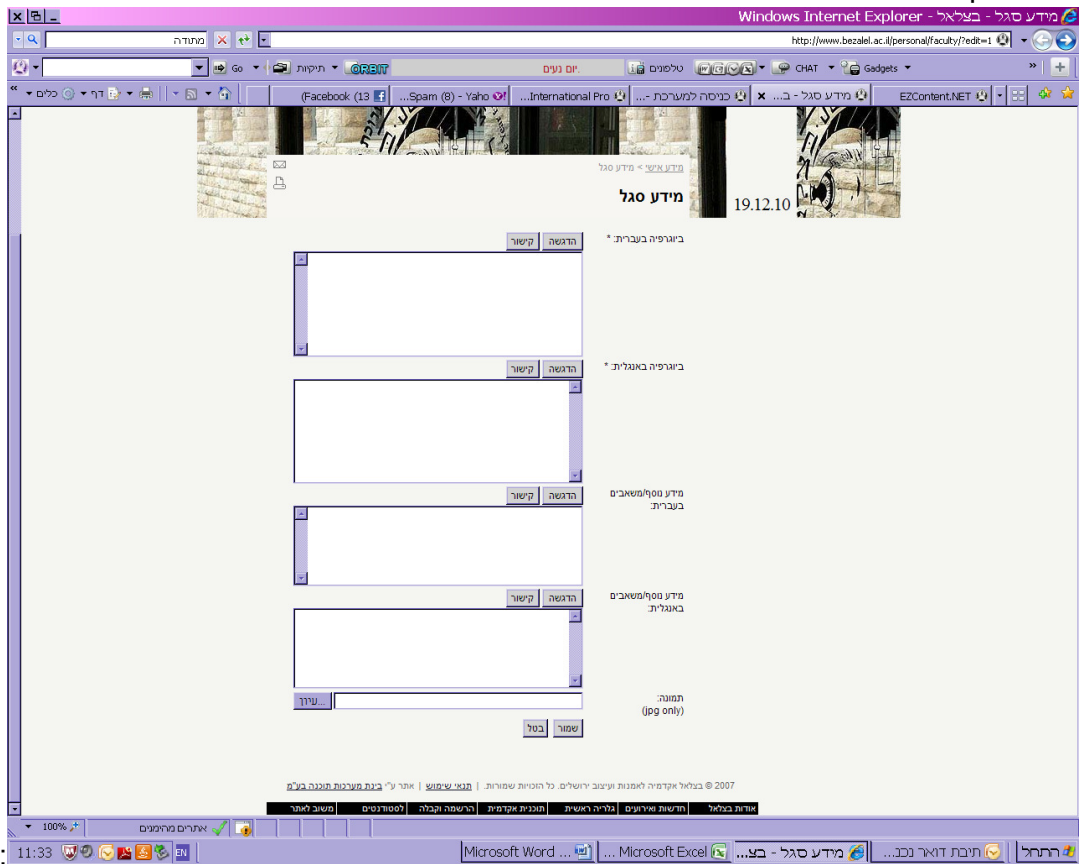 מידע סגל - בצלאל - Windows Internet Explorer
http://www.bezalel.ac.il/personal/faculty/?edit=1
מתודה
Gadgets
CHAT
טלפונים
יום נעים.
ORBIT
תיקיות
Go
EZContent.NET
מידע סגל - ב...
כניסה למערכת -...
International Pro...
Spam (8) - Yaho...
Facebook (13)
דף
כלים
מידע אישי > מידע סגל
מידע סגל
19.12.10
ביוגרפיה בעברית: *
הדגשה קישור
ביוגרפיה באנגלית: *
הדגשה קישור
מידע נוסף/משאבים
בעברית:
הדגשה קישור
מידע נוסף/משאבים
באנגלית:
הדגשה קישור
תמונה:
(jpg only)
עיון...
שמור בטל
2007 © בצלאל אקדמיה לאמנות ועיצוב ירושלים. כל הזכויות שמורות. | תנאי שימוש | אתר ע"י בינת מערכות תוכנה בע"מ
אודות בצלאל | חדשות ואירועים | גלריה ראשית | תוכנית אקדמית | הרשמה וקבלה | לסטודנטים | משוב לאתר
אתרים מהימנים
100%
התחל
תיבת דואר נכנ...
מידע סגל - בצ...
Microsoft Excel ...
Microsoft Word ...
EN
11:33